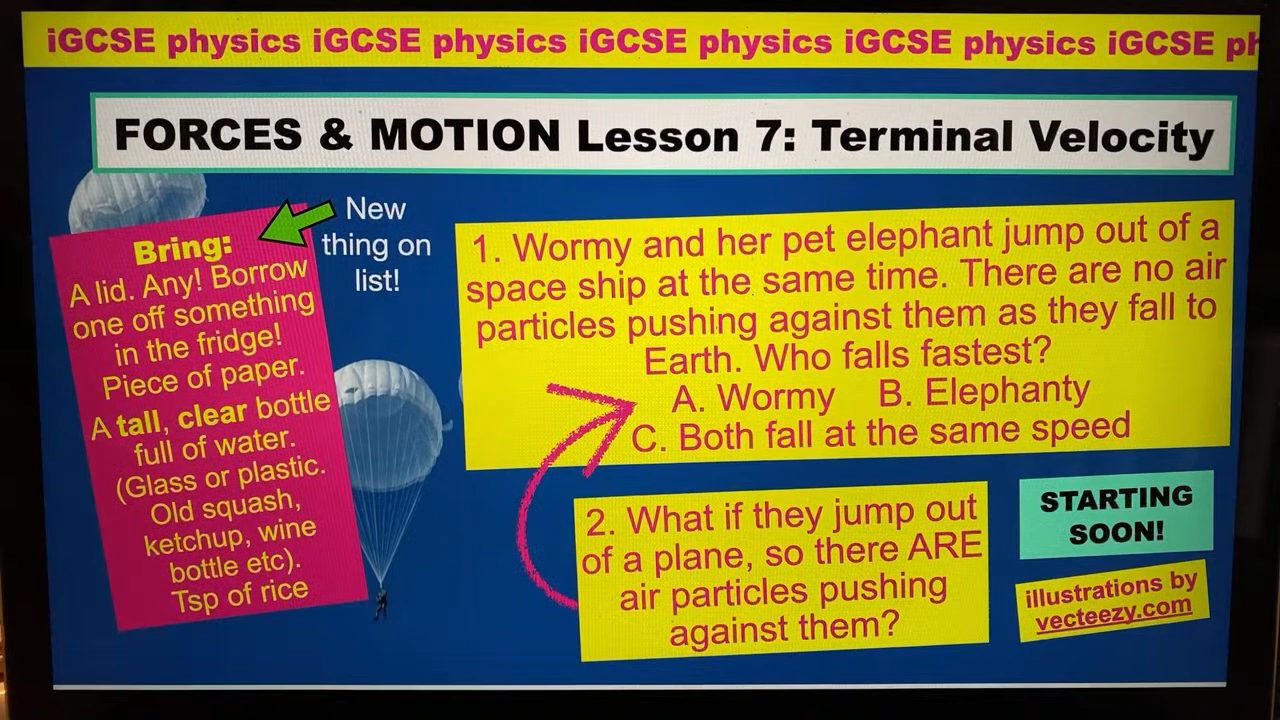 iGCSE physics iGCSE physics iGCSE physics iGCSE physics iGCSE ph
FORCES & MOTION Lesson 7: Terminal Velocity
New
thing on
list!
Bring:
A lid. Any! Borrow
one off something
in the fridge!
Piece of paper.
A tall, clear bottle
full of water.
(Glass or plastic.
Old squash,
ketchup, wine
bottle etc).
Tsp of rice
1. Wormy and her pet elephant jump out of a
space ship at the same time. There are no air
particles pushing against them as they fall to
Earth. Who falls fastest?
A. Wormy B. Elephanty
C. Both fall at the same speed
2. What if they jump out
of a plane, so there ARE
air particles pushing
against them?
STARTING
SOON!
illustrations by
vecteezy.com